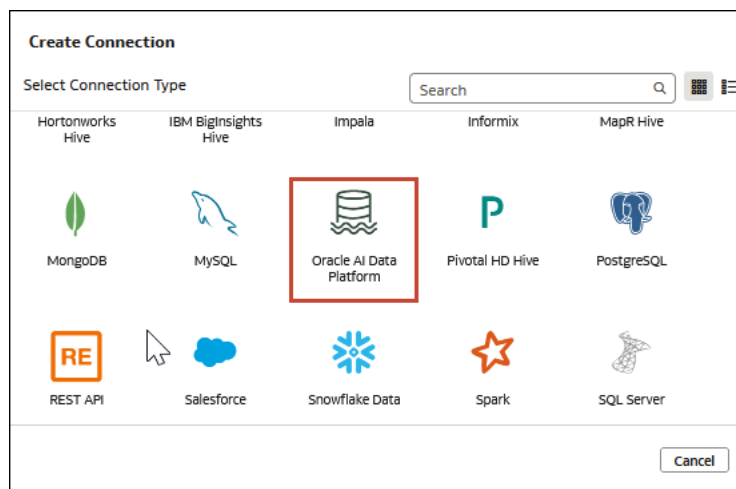 Create Connection
Select Connection Type
Search
Hortonworks
Hive
IBM BigInsights
Hive
Impala
Informix
MapR Hive
MongoDB
MySQL
Oracle AI Data
Platform
P
Pivotal HD Hive
PostgreSQL
RE
REST API
Salesforce
Snowflake Data
Spark
SQL Server
Cancel